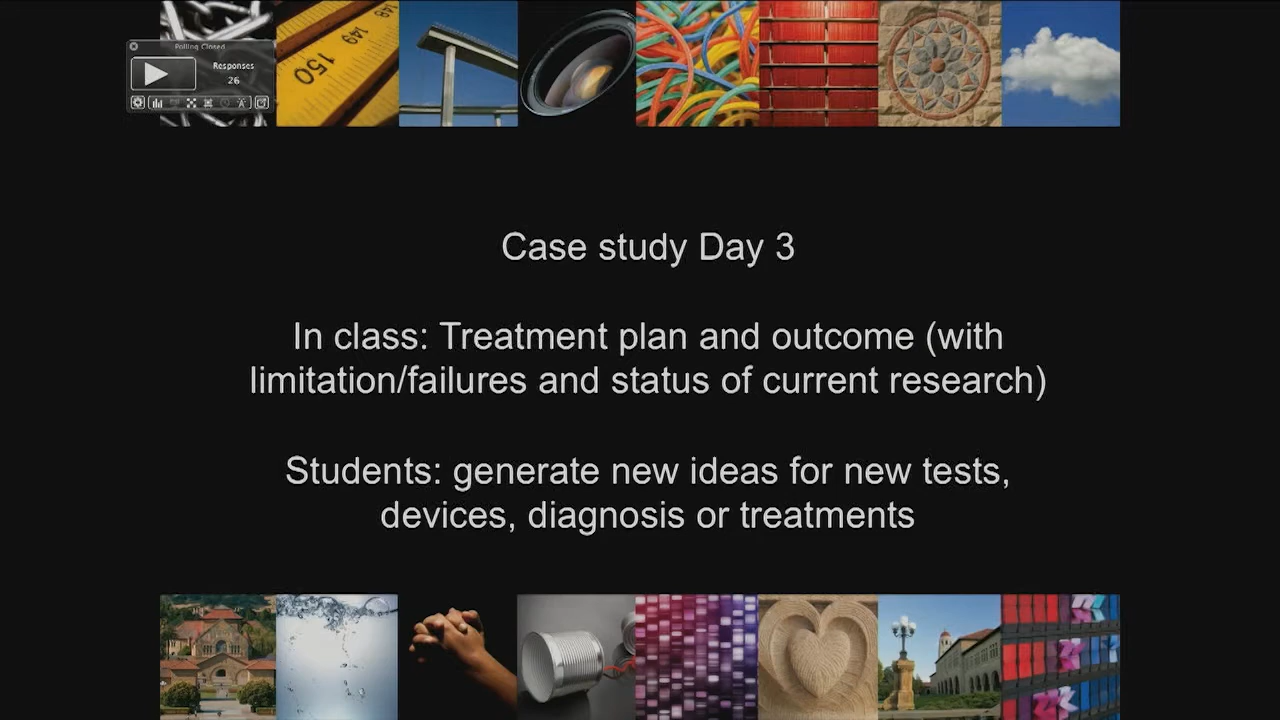 Polling Closed
Responses
26
149
150
149
Case study Day 3
In class: Treatment plan and outcome (with
limitation/failures and status of current research)
Students: generate new ideas for new tests,
devices, diagnosis or treatments